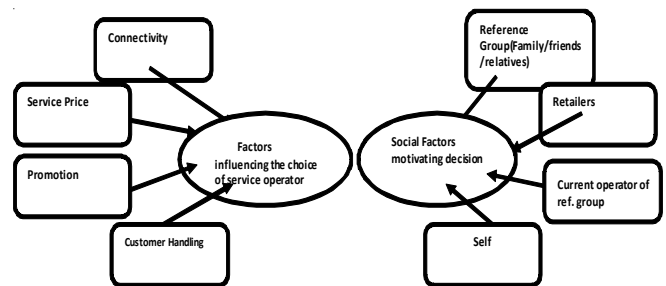 Connectivity
Service Price
Promotion
Customer Handling
Factors
influencing the choice
of service operator
Reference
Group(Family/friends
/relatives)
Retailers
Social Factors
motivating decision
Current operator of
ref. group
Self